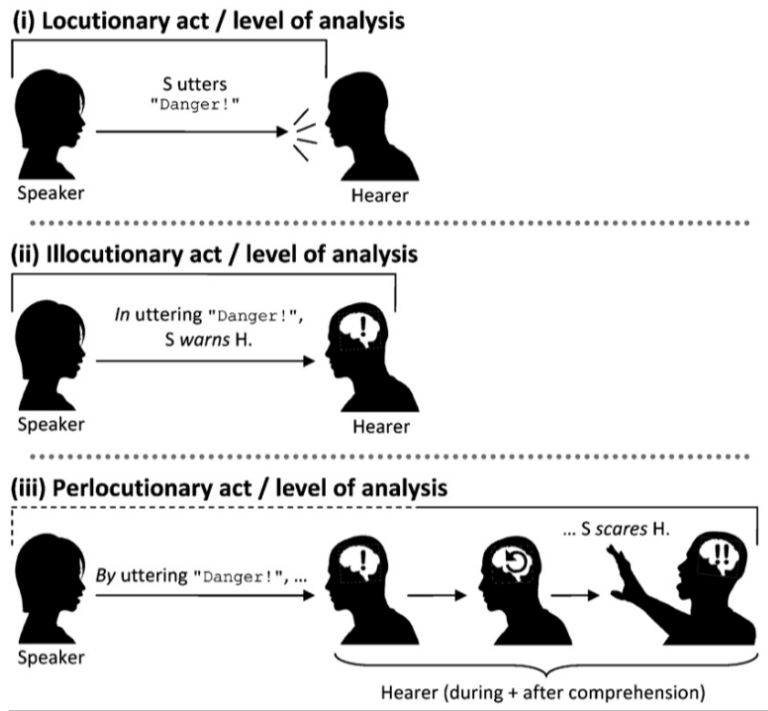 (i) Locutionary act / level of analysis
S utters
"Danger!"
Speaker
Hearer
(ii) Illocutionary act / level of analysis
In uttering "Danger!",
S warns H.
!
Speaker
Hearer
(iii) Perlocutionary act / level of analysis
... S scares H.
By uttering "Danger!", ...
!
!!
Speaker
Hearer (during + after comprehension)